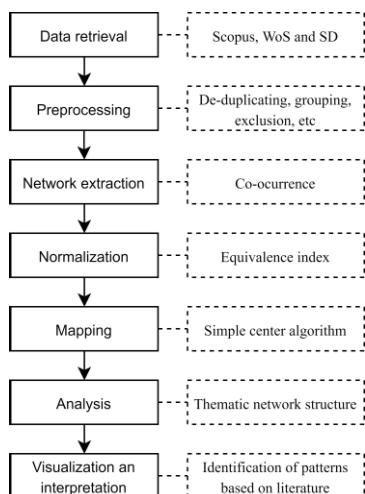 Data retrieval
Scopus, WoS and SD
Preprocessing
De-duplicating, grouping,
exclusion, etc
Network extraction
Co-ocurrence
Normalization
Equivalence index
Mapping
Simple center algorithm
Analysis
Thematic network structure
Visualization an
interpretation
Identification of patterns
based on literature